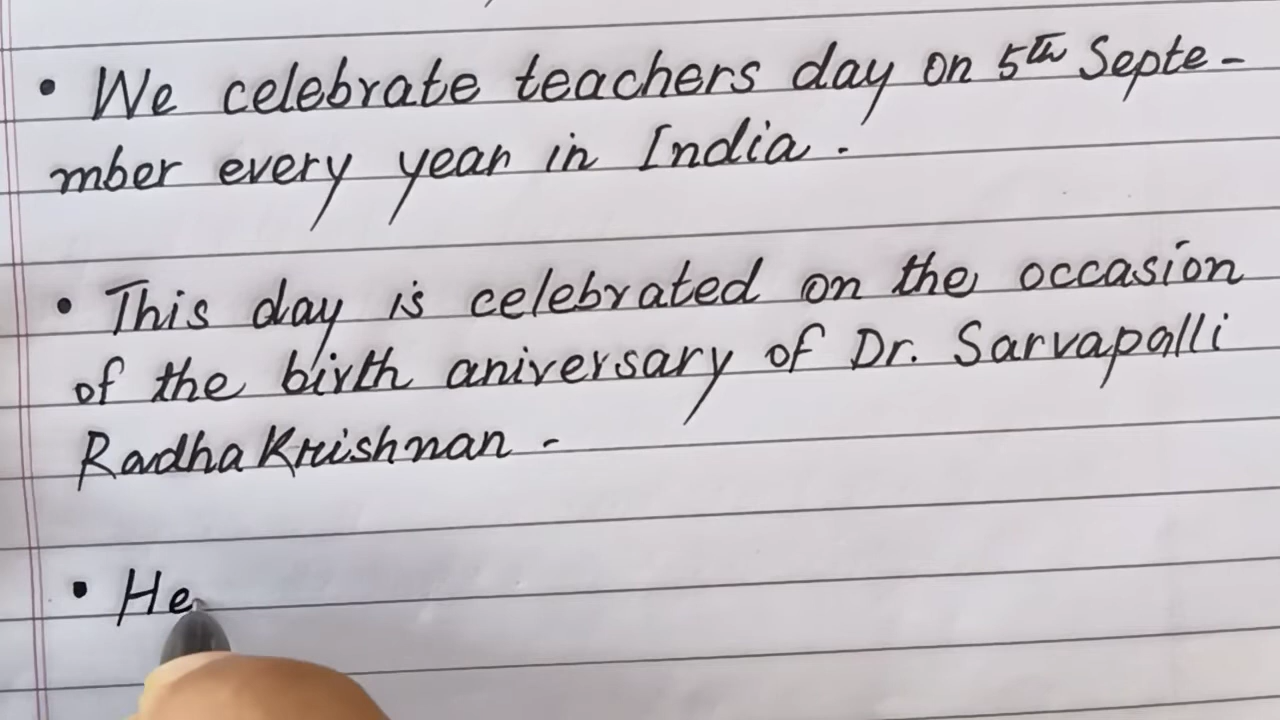 • We celebrate teachers day on 5th Septe-
mber every year in India.
• This day is celebrated on the occasion
of the birth aniversary of Dr. Sarvapalli
RadhaKrishnan -
• He